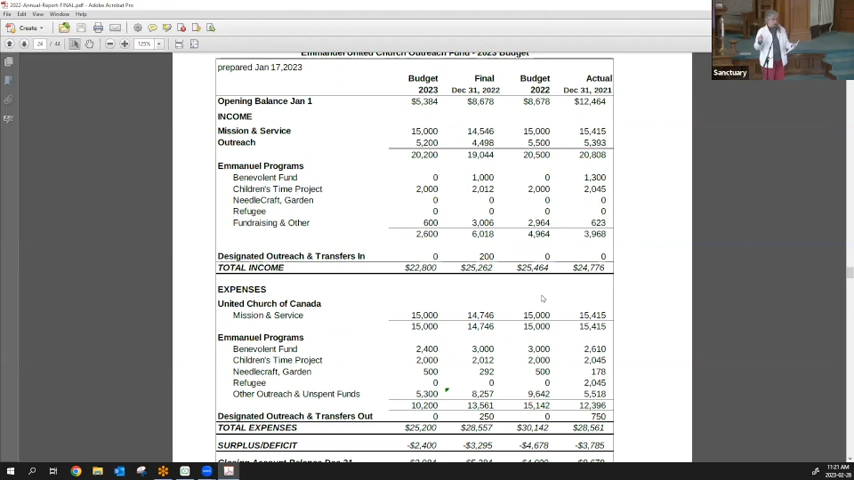 2022-Annual-Report-FINAL.pdf - Adobe Acrobat Pro
File Edit View Window Help
Create
24 / 44 125%
Emmanuel United Church Outreach Fund - 2023 Budget
prepared Jan 17,2023
Budget Final Budget Actual
2023 Dec 31, 2022 2022 Dec 31, 2021
Opening Balance Jan 1 $5,384 $8,678 $8,678 $12,464
INCOME
Mission & Service 15,000 14,546 15,000 15,415
Outreach 5,200 4,498 5,500 5,393
20,200 19,044 20,500 20,808
Emmanuel Programs
Benevolent Fund 0 1,000 0 1,300
Children's Time Project 2,000 2,012 2,000 2,045
NeedleCraft, Garden 0 0 0 0
Refugee 0 0 0 0
Fundraising & Other 600 3,006 2,964 623
2,600 6,018 4,964 3,968
Designated Outreach & Transfers In 0 200 0 0
TOTAL INCOME $22,800 $25,262 $25,464 $24,776
EXPENSES
United Church of Canada
Mission & Service 15,000 14,746 15,000 15,415
15,000 14,746 15,000 15,415
Emmanuel Programs
Benevolent Fund 2,400 3,000 3,000 2,610
Children's Time Project 2,000 2,012 2,000 2,045
Needlecraft, Garden 500 292 500 178
Refugee 0 0 0 2,045
Other Outreach & Unspent Funds 5,300 8,257 9,642 5,518
10,200 13,561 15,142 12,396
Designated Outreach & Transfers Out 0 250 0 750
TOTAL EXPENSES $25,200 $28,557 $30,142 $28,561
SURPLUS/DEFICIT -$2,400 -$3,295 -$4,678 -$3,785
Closing Account Balance Dec 31
Sanctuary
11:21 AM